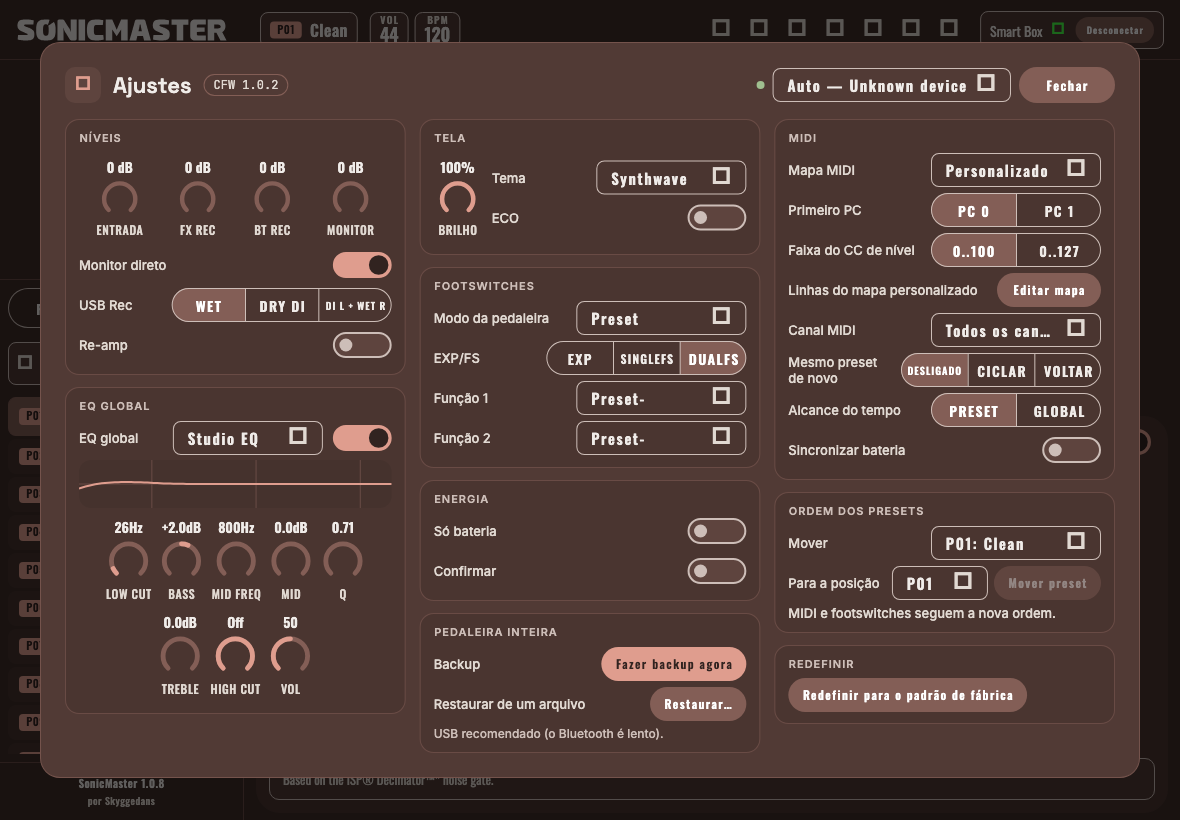 SONICMASTER
P01 Clean
VOL
44
BPM
120
Smart Box
Desconectar
Ajustes
CFW 1.0.2
Auto — Unknown device
Fechar
NÍVEIS
0 dB 0 dB 0 dB 0 dB
ENTRADA FX REC BT REC MONITOR
Monitor direto
USB Rec WET DRY DI DI L + WET R
Re-amp
EQ GLOBAL
EQ global Studio EQ
26Hz +2.0dB 800Hz 0.0dB 0.71
LOW CUT BASS MID FREQ MID Q
0.0dB Off 50
TREBLE HIGH CUT VOL
TELA
100%
BRILHO
Tema Synthwave
ECO
FOOTSWITCHES
Modo da pedaleira Preset
EXP/FS EXP SINGLEFS DUALFS
Função 1 Preset-
Função 2 Preset-
ENERGIA
Só bateria
Confirmar
PEDALEIRA INTEIRA
Backup Fazer backup agora
Restaurar de um arquivo Restaurar…
USB recomendado (o Bluetooth é lento).
MIDI
Mapa MIDI Personalizado
Primeiro PC PC 0 PC 1
Faixa do CC de nível 0..100 0..127
Linhas do mapa personalizado Editar mapa
Canal MIDI Todos os can…
Mesmo preset
de novo
DESLIGADO CICLAR VOLTAR
Alcance do tempo PRESET GLOBAL
Sincronizar bateria
ORDEM DOS PRESETS
Mover P01: Clean
Para a posição P01 Mover preset
MIDI e footswitches seguem a nova ordem.
REDEFINIR
Redefinir para o padrão de fábrica
SonicMaster 1.0.8
por Skyggedans
Based on the ISP® Decimator™ noise gate.